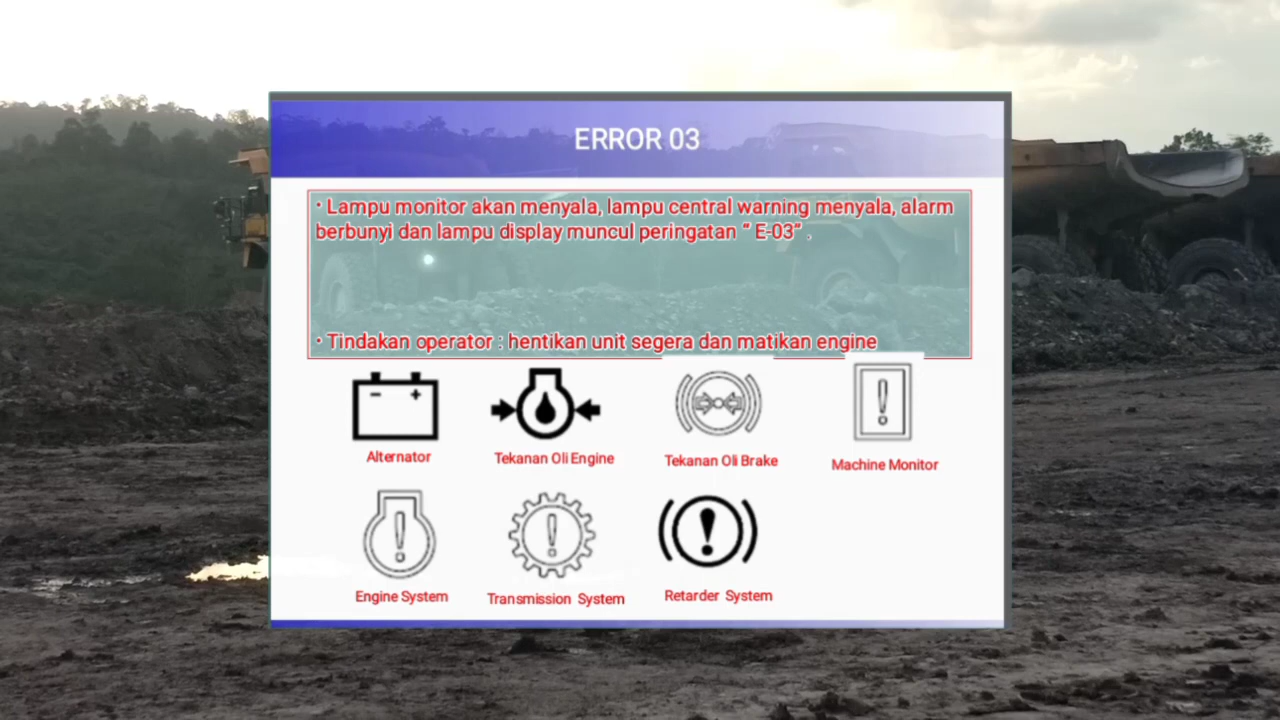 ERROR 03
• Lampu monitor akan menyala, lampu central warning menyala, alarm
berbunyi dan lampu display muncul peringatan “ E-03” .
• Tindakan operator : hentikan unit segera dan matikan engine
Alternator
Tekanan Oli Engine
Tekanan Oli Brake
Machine Monitor
Engine System
Transmission System
Retarder System